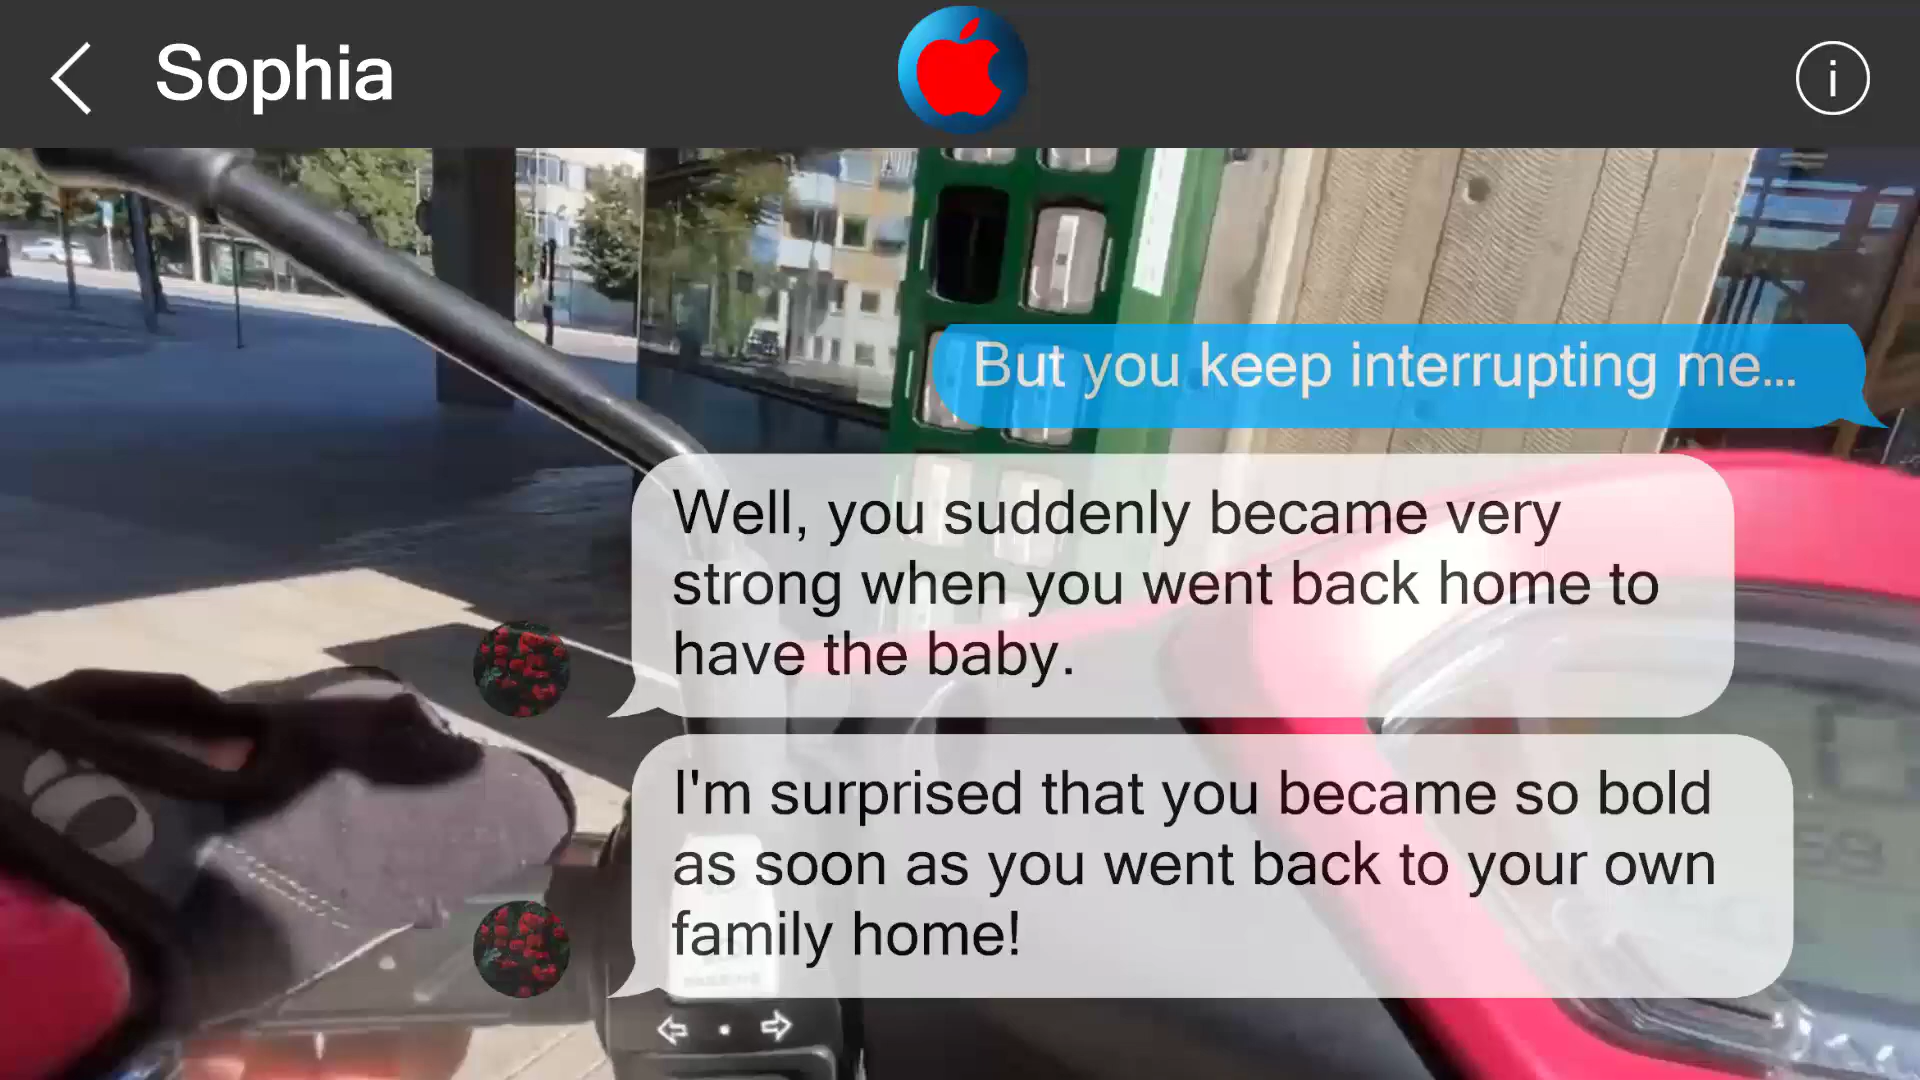 Sophia
But you keep interrupting me...
Well, you suddenly became very
strong when you went back home to
have the baby.
I'm surprised that you became so bold
as soon as you went back to your own
family home!